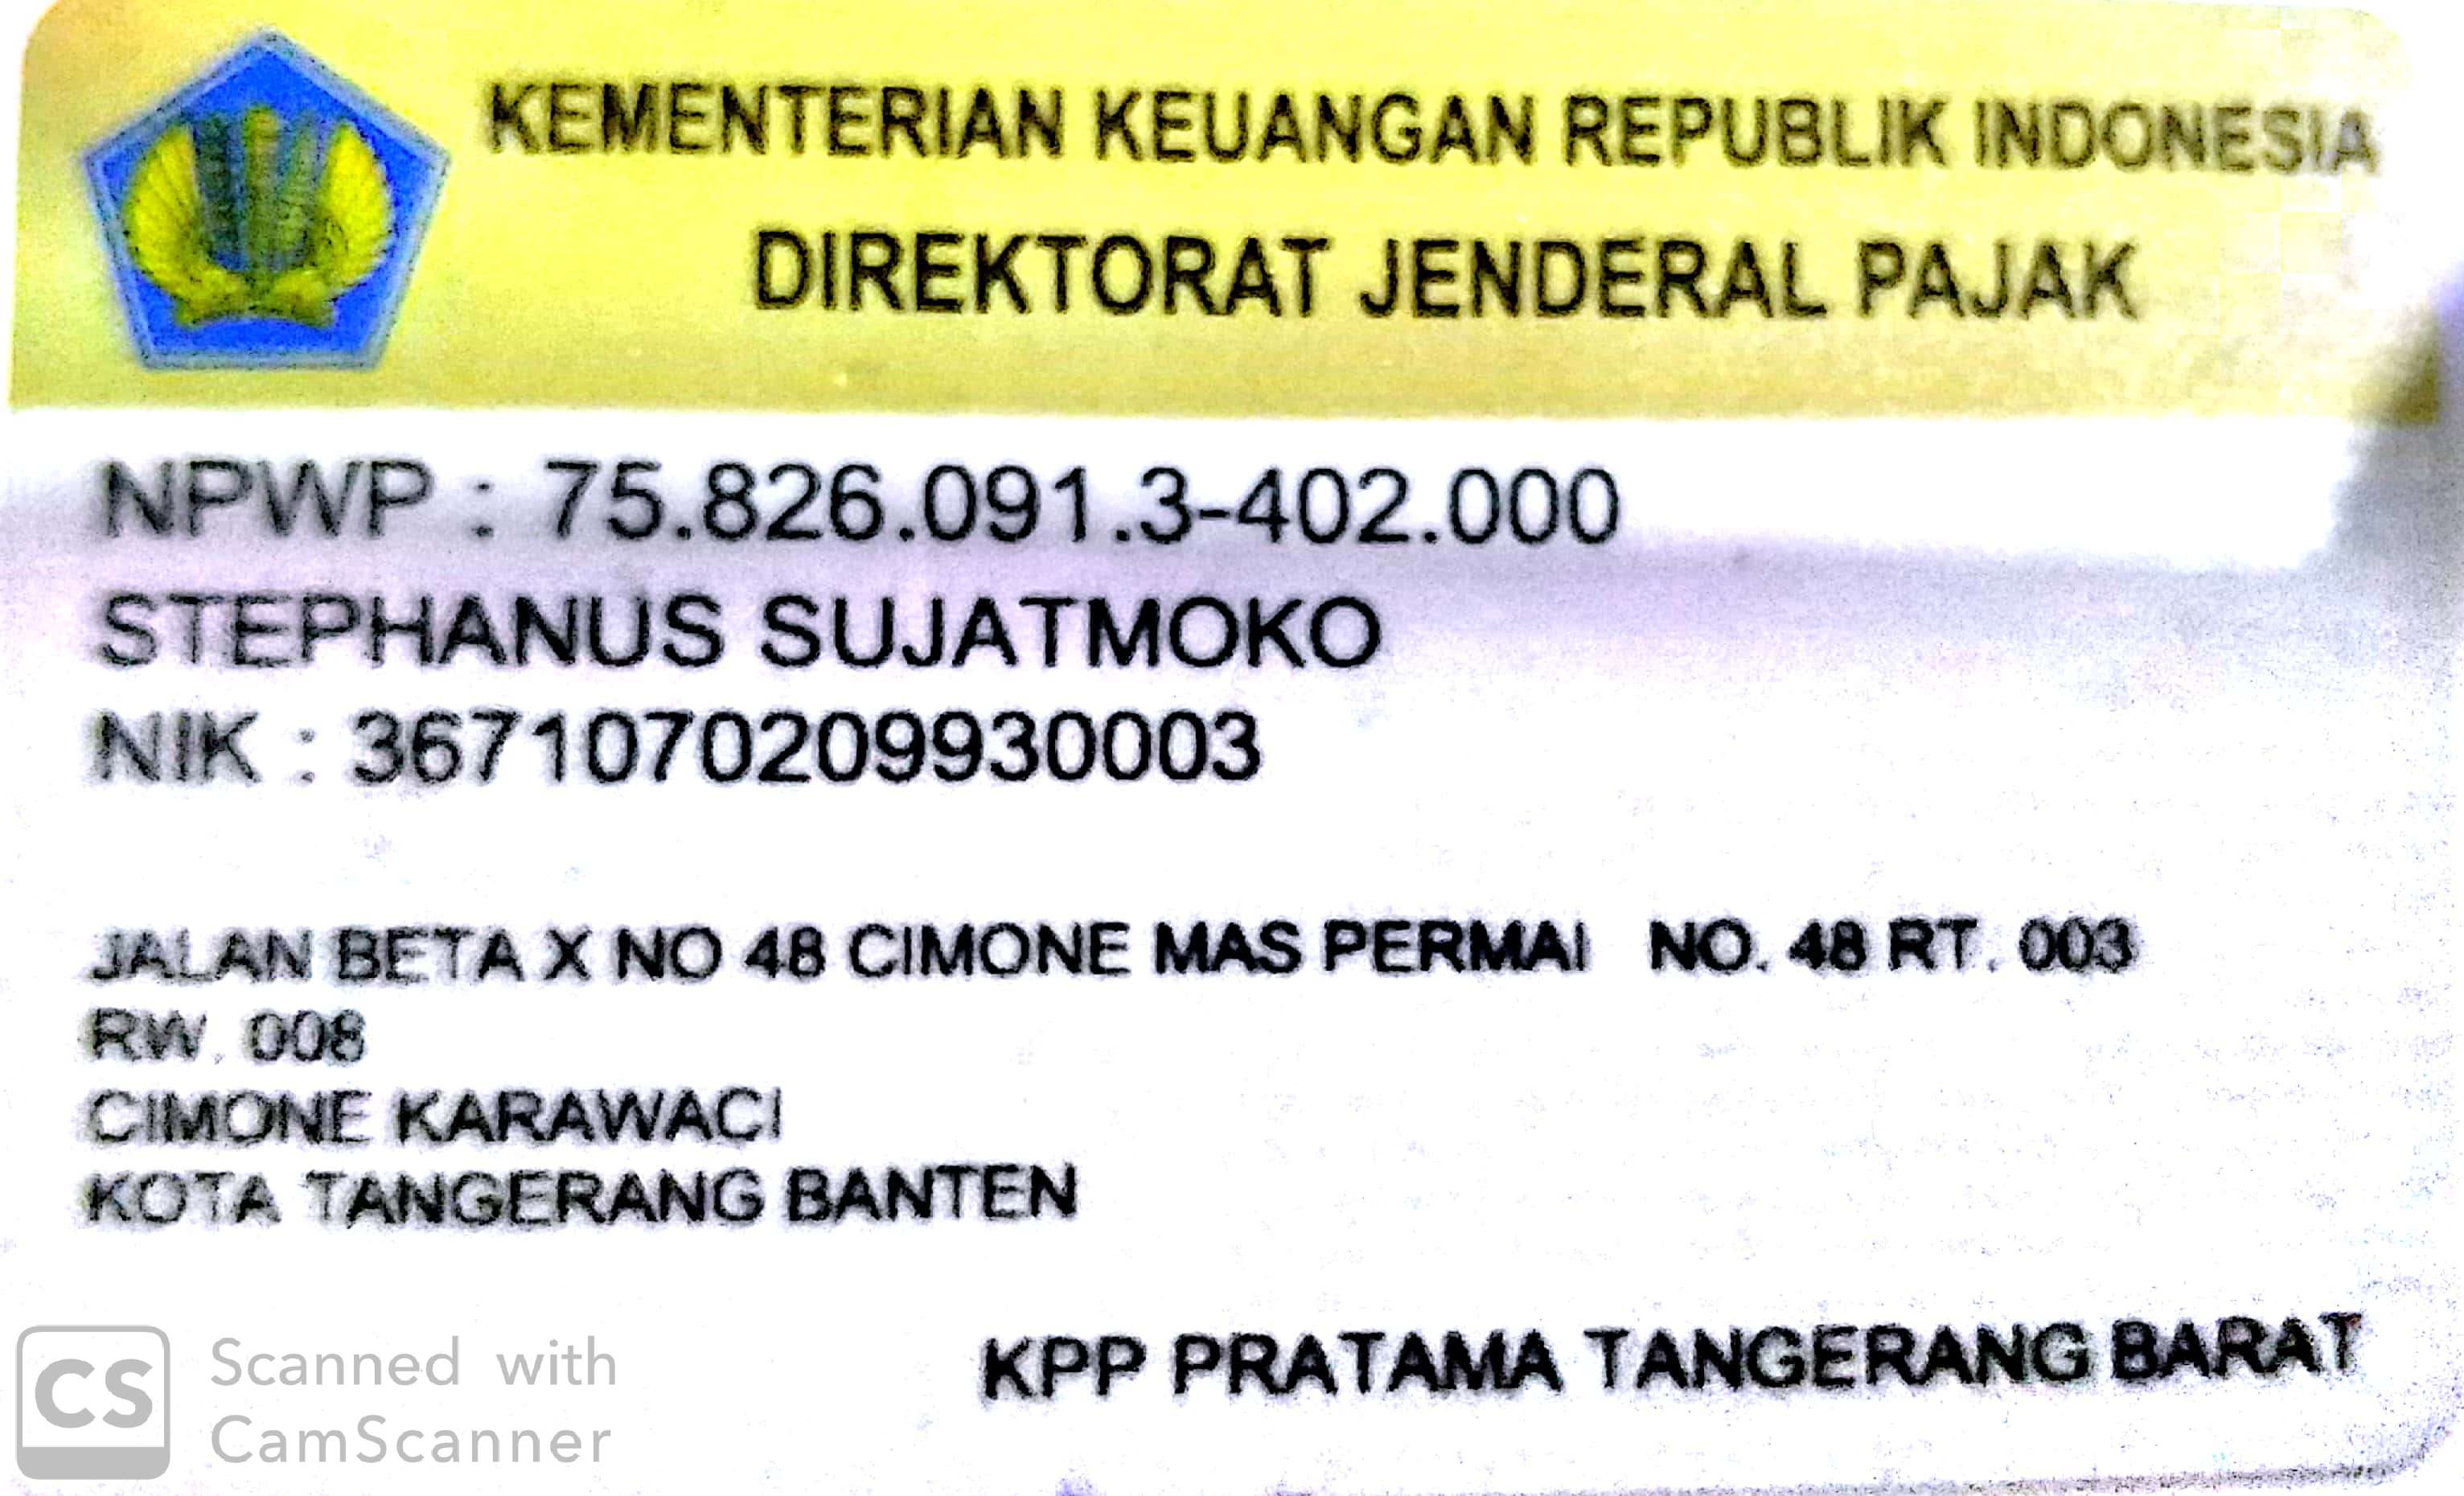 KEMENTERIAN KEUANGAN REPUBLIK INDONESIA
DIREKTORAT JENDERAL PAJAK
NPWP : 75.826.091.3-402.000
STEPHANUS SUJATMOKO
NIK : 3671070209930003
JALAN BETA X NO 48 CIMONE MAS PERMAI NO. 48 RT. 003
RW. 008
CIMONE KARAWACI
KOTA TANGERANG BANTEN
KPP PRATAMA TANGERANG BARAT
CS Scanned with
CamScanner